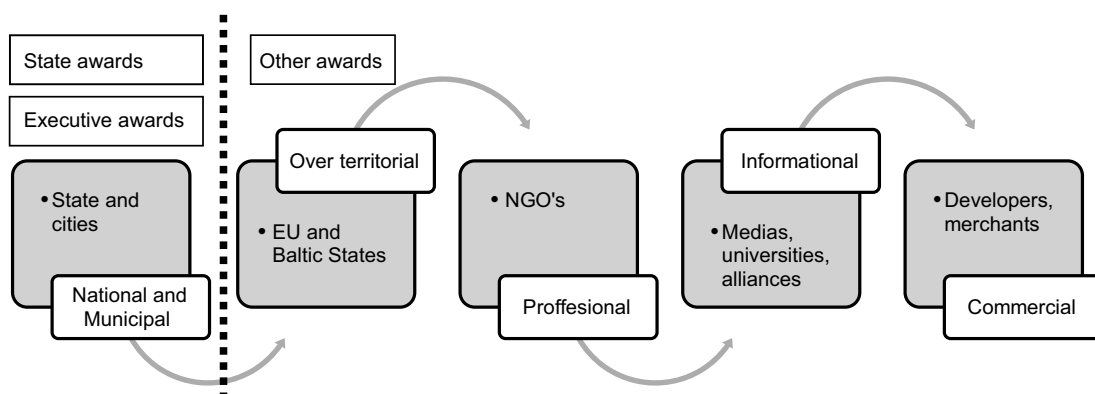 State awards
Executive awards
Other awards
• State and
cities
National and
Municipal
Over territorial
• EU and
Baltic States
• NGO's
Proffesional
Informational
• Medias,
universities,
alliances
• Developers,
merchants
Commercial